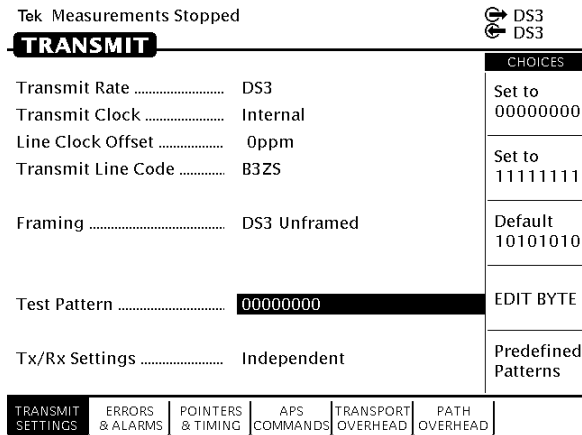 Tek Measurements Stopped
DS3
DS3
TRANSMIT
Transmit Rate ........................ DS3
Transmit Clock ..................... Internal
Line Clock Offset .................. 0ppm
Transmit Line Code ............ B3ZS
Framing ..................................... DS3 Unframed
Test Pattern ............................. 00000000
Tx/Rx Settings ...................... Independent
CHOICES
Set to
00000000
Set to
11111111
Default
10101010
EDIT BYTE
Predefined
Patterns
TRANSMIT
SETTINGS
ERRORS
& ALARMS
POINTERS
& TIMING
APS
COMMANDS
TRANSPORT
OVERHEAD
PATH
OVERHEAD